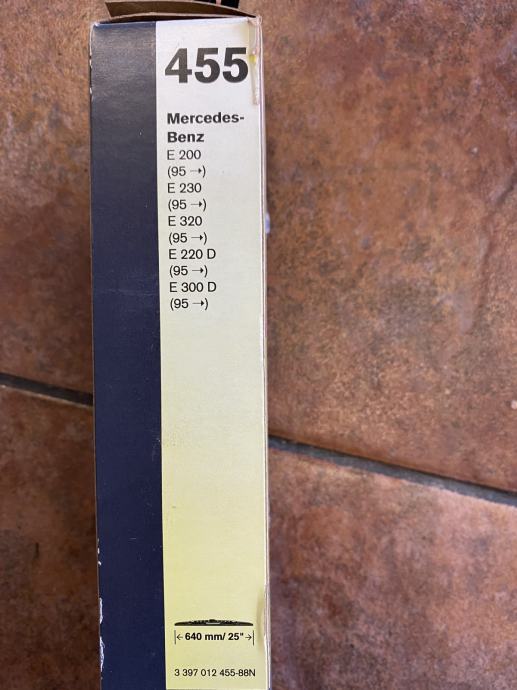 455
Mercedes-
Benz
E 200
(95 →)
E 230
(95 →)
E 320
(95 →)
E 220 D
(95 →)
E 300 D
(95 →)
640 mm/ 25"
3 397 012 455-88N